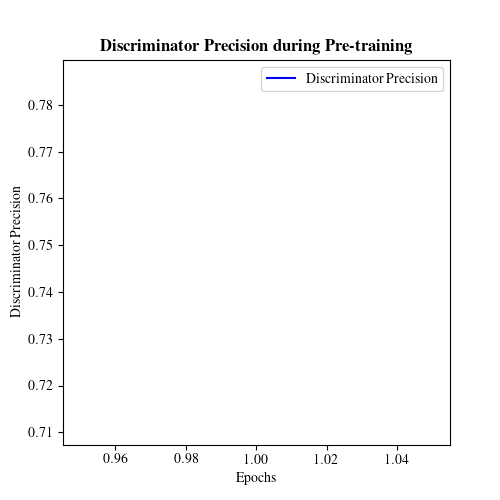 Discriminator Precision during Pre-training
Discriminator Precision
0.78
0.77
0.76
0.75
0.74
0.73
0.72
0.71
Discriminator Precision
0.96 0.98 1.00 1.02 1.04
Epochs